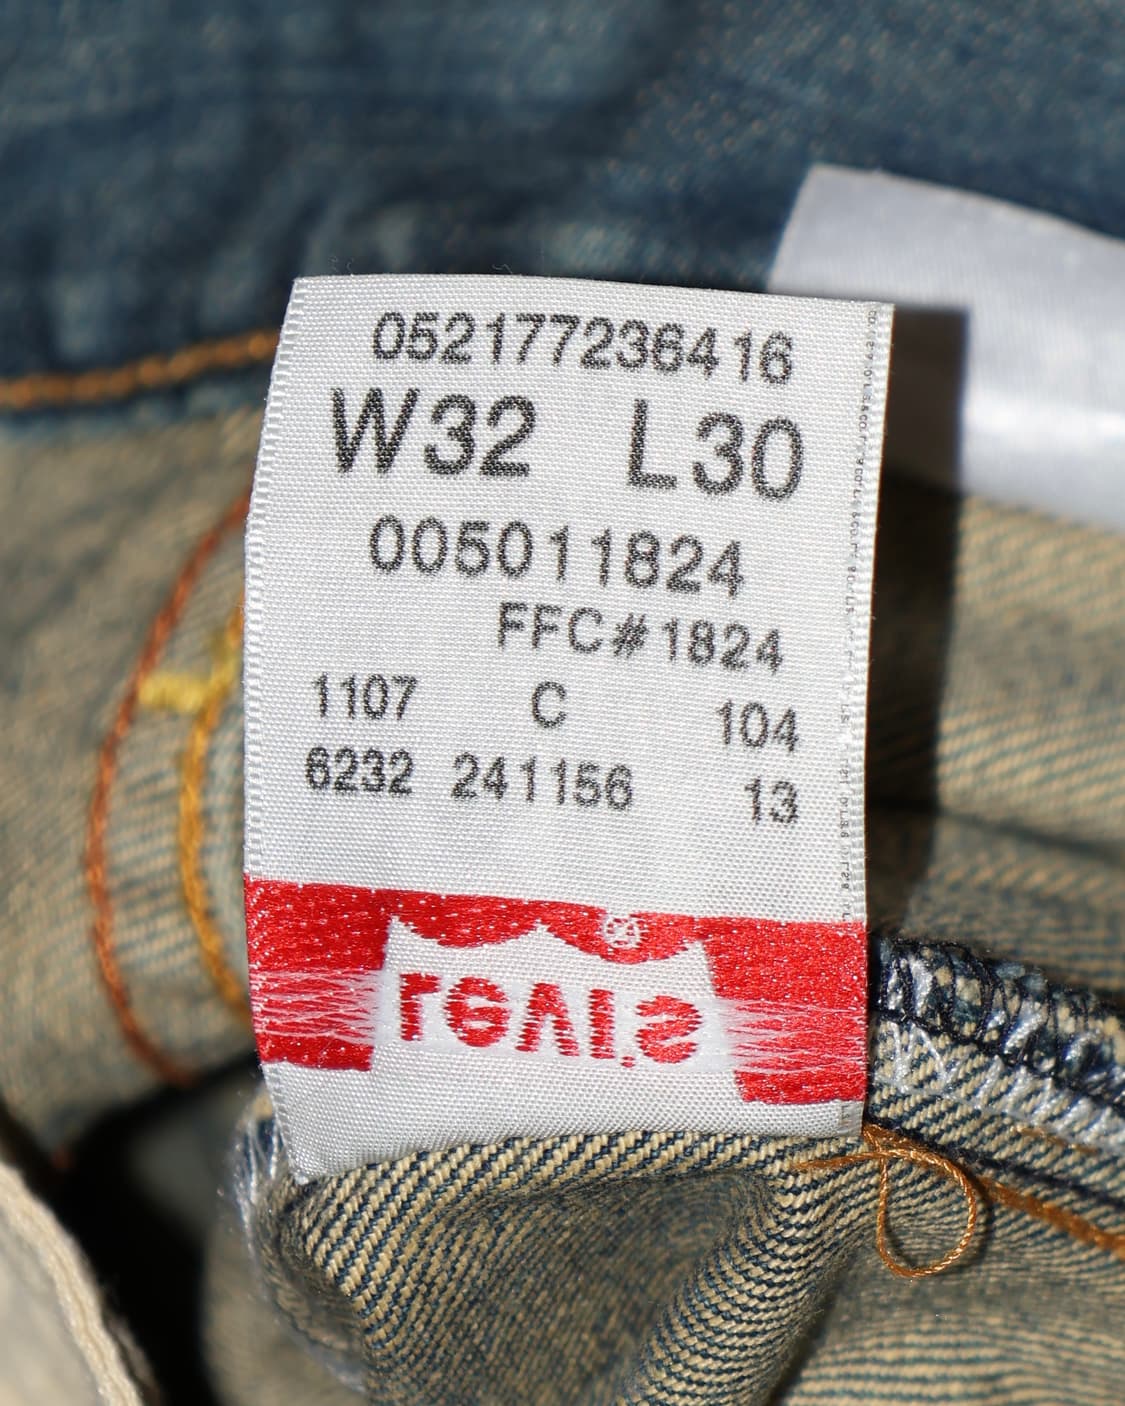 052177236416
W32 L30
005011824
FFC#1824
1107 C 104
6232 241156 13
Levi's